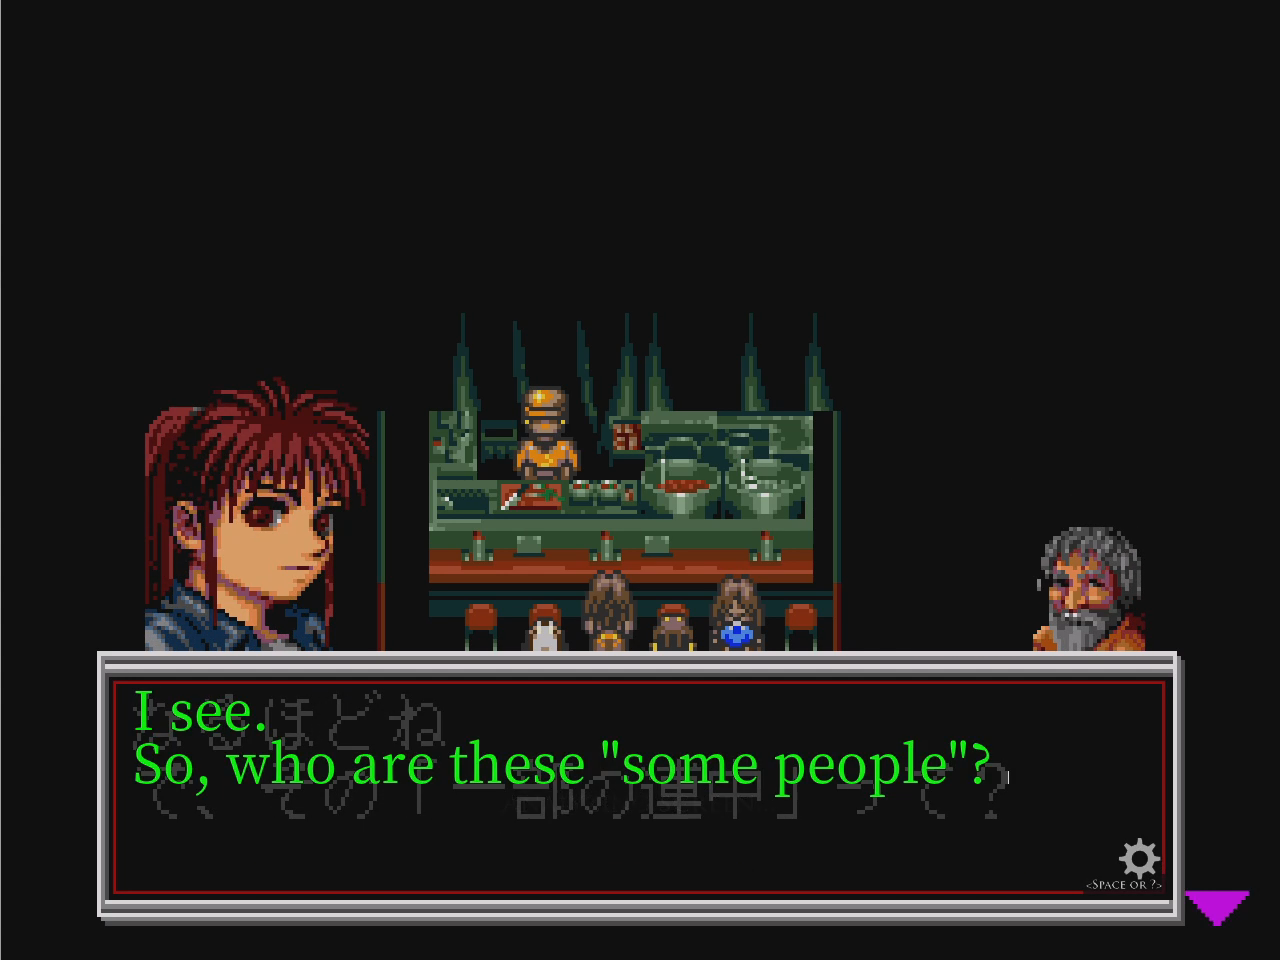 I see.
So, who are these "some people"?
なるほどね
で、その「一部の連中」って?
<SPACE OR ?>